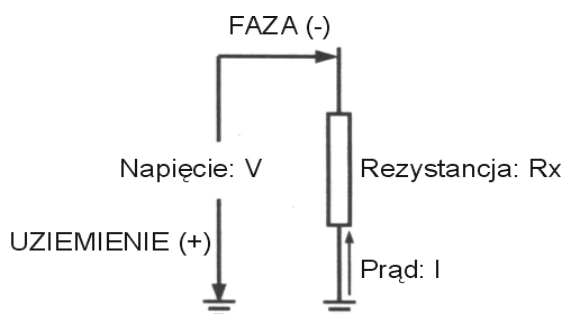 FAZA (-)
Napięcie: V
Rezystancja: Rx
UZIEMIENIE (+)
Prąd: I